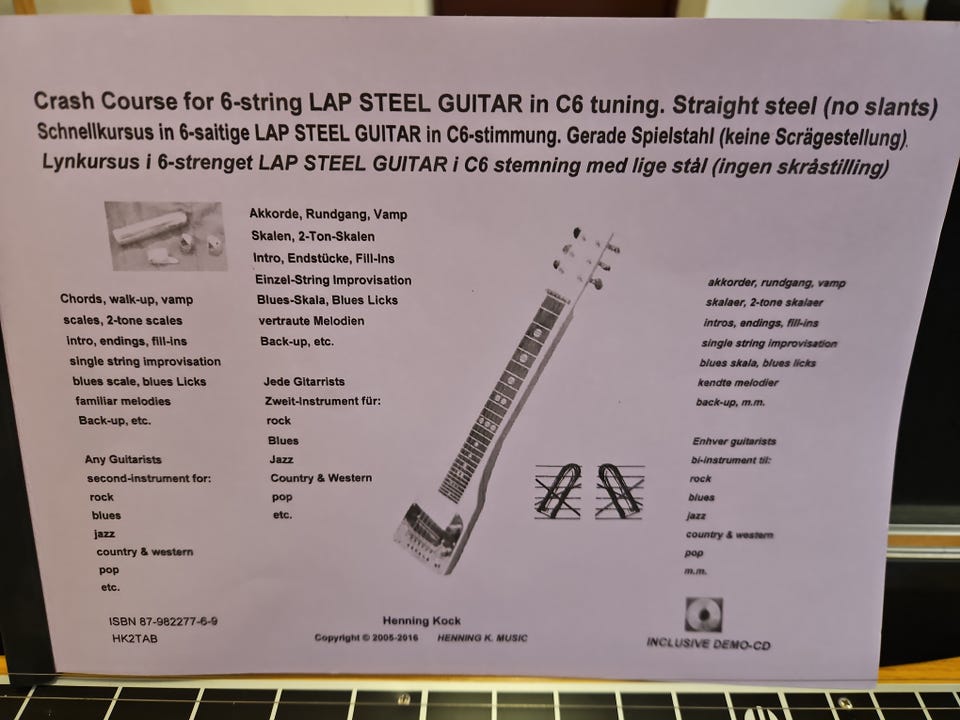 Crash Course for 6-string LAP STEEL GUITAR in C6 tuning. Straight steel (no slants)
Schnellkursus in 6-saitige LAP STEEL GUITAR in C6-stimmung. Gerade Spielstahl (keine Scrägestellung).
Lynkursus i 6-strenget LAP STEEL GUITAR i C6 stemning med lige stål (ingen skråstilling)
Chords, walk-up, vamp
scales, 2-tone scales
intro, endings, fill-ins
single string improvisation
blues scale, blues Licks
familiar melodies
Back-up, etc.
Any Guitarists
second-instrument for:
rock
blues
jazz
country & western
pop
etc.
Akkorde, Rundgang, Vamp
Skalen, 2-Ton-Skalen
Intro, Endstücke, Fill-Ins
Einzel-String Improvisation
Blues-Skala, Blues Licks
vertraute Melodien
Back-up, etc.
Jede Gitarrists
Zweit-Instrument für:
rock
Blues
Jazz
Country & Western
pop
etc.
akkorder, rundgang, vamp
skalaer, 2-tone skalaer
intros, endings, fill-ins
single string improvisation
blues skala, blues licks
kendte melodier
back-up, m.m.
Enhver guitarists
bi-instrument til:
rock
blues
jazz
country & western
pop
m.m.
ISBN 87-982277-6-9
HK2TAB
Henning Kock
Copyright © 2005-2016 HENNING K. MUSIC
INCLUSIVE DEMO-CD